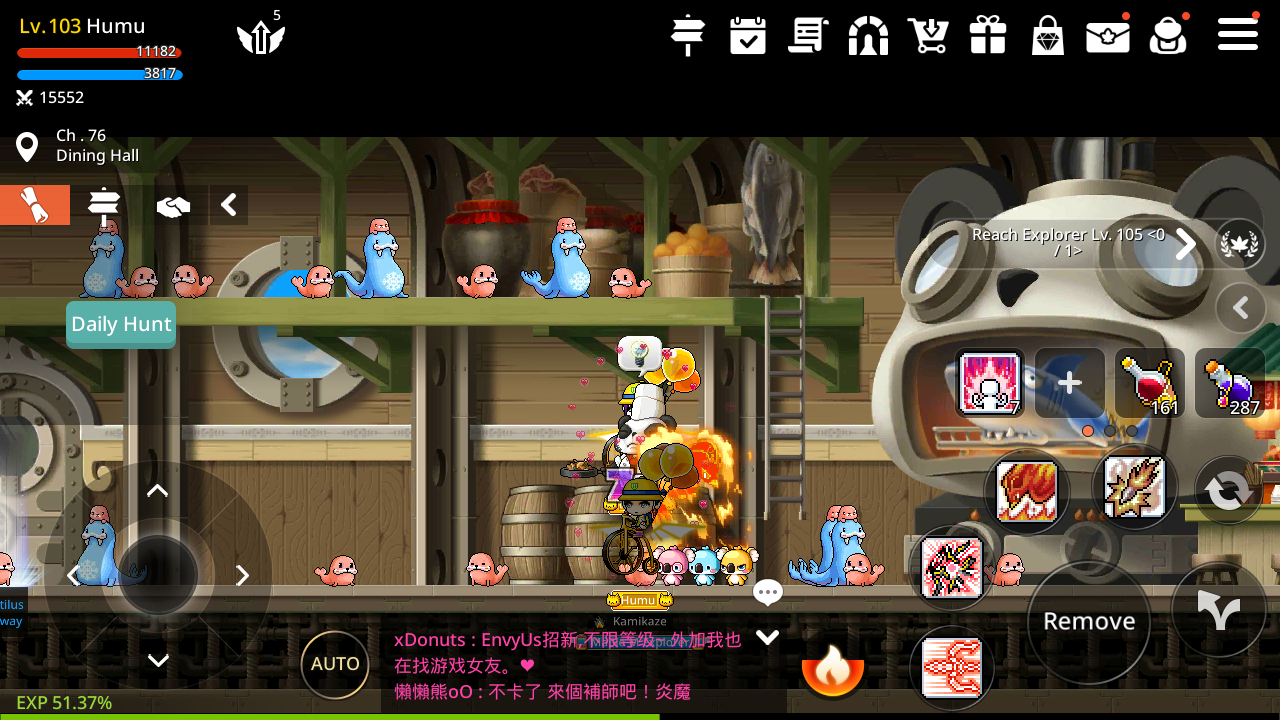 Lv.103 Humu
5
11182
3817
15552
Ch . 76
Dining Hall
Reach Explorer Lv. 105 <0
/ 1>
Daily Hunt
7
161
287
Humu
Kamikaze
tilus
way
Remove
AUTO
xDonuts : EnvyUs招新 不限等级~ 外加我也
在找游戏女友。♥
懒懒熊oO : 不卡了 來個補師吧！炎魔
EXP 51.37%